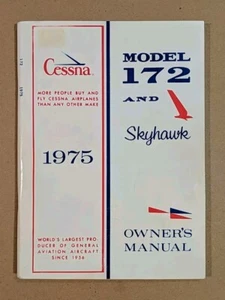 Cessna
MORE PEOPLE BUY AND
FLY CESSNA AIRPLANES
THAN ANY OTHER MAKE
1975
WORLD'S LARGEST PRO-
DUCER OF GENERAL
AVIATION AIRCRAFT
SINCE 1956
MODEL
172
AND
Skyhawk
OWNER'S
MANUAL